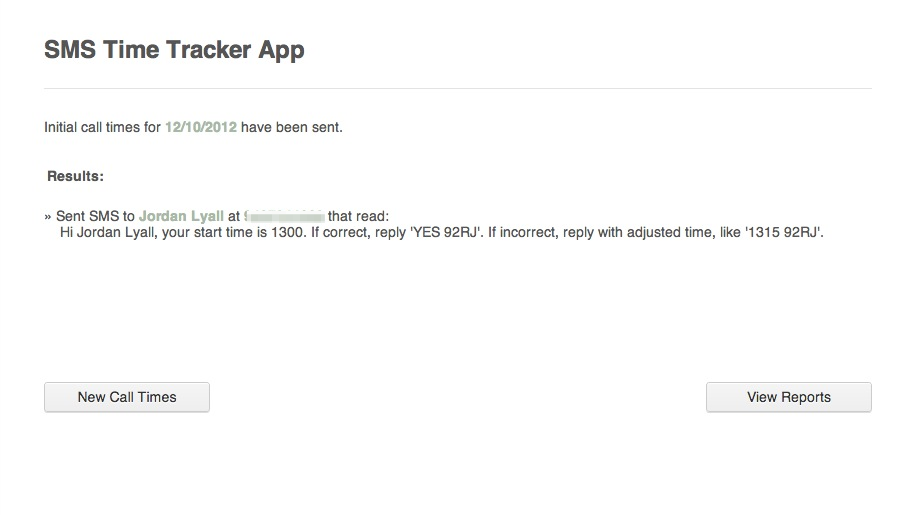 SMS Time Tracker App
Initial call times for 12/10/2012 have been sent.
Results:
» Sent SMS to Jordan Lyall at that read:
Hi Jordan Lyall, your start time is 1300. If correct, reply 'YES 92RJ'. If incorrect, reply with adjusted time, like '1315 92RJ'.
New Call Times
View Reports